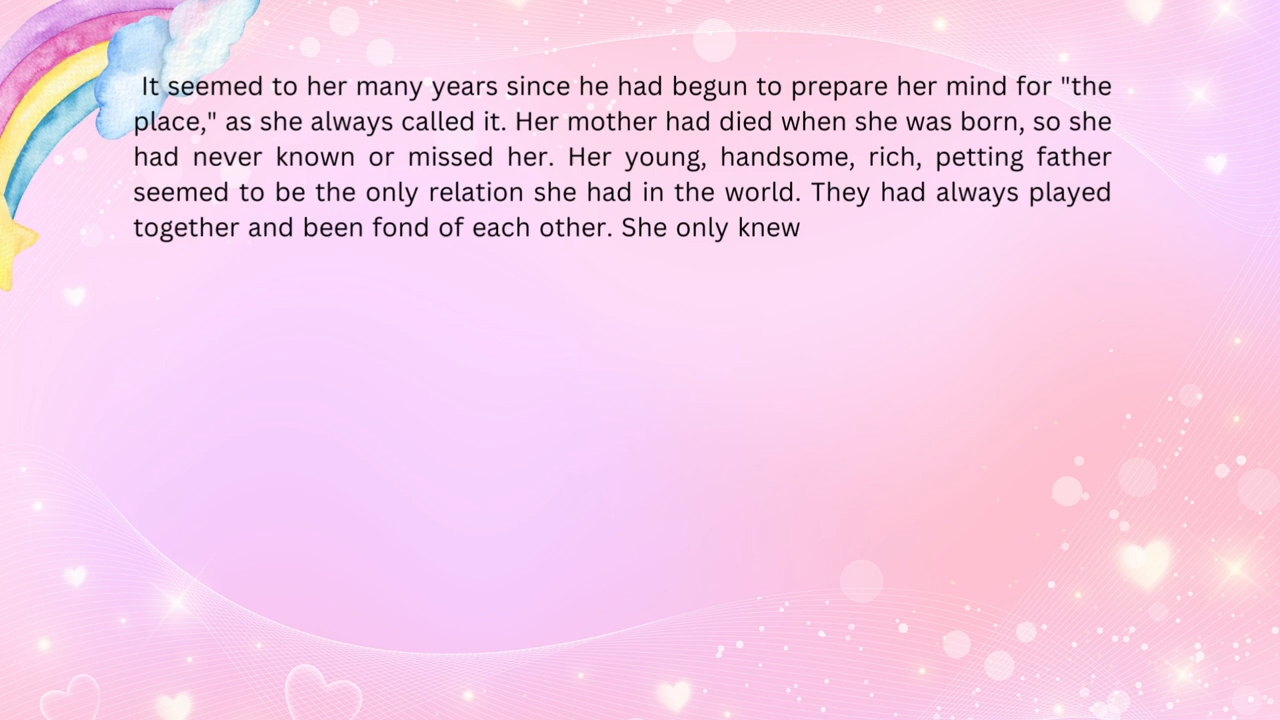 It seemed to her many years since he had begun to prepare her mind for "the
place," as she always called it. Her mother had died when she was born, so she
had never known or missed her. Her young, handsome, rich, petting father
seemed to be the only relation she had in the world. They had always played
together and been fond of each other. She only knew